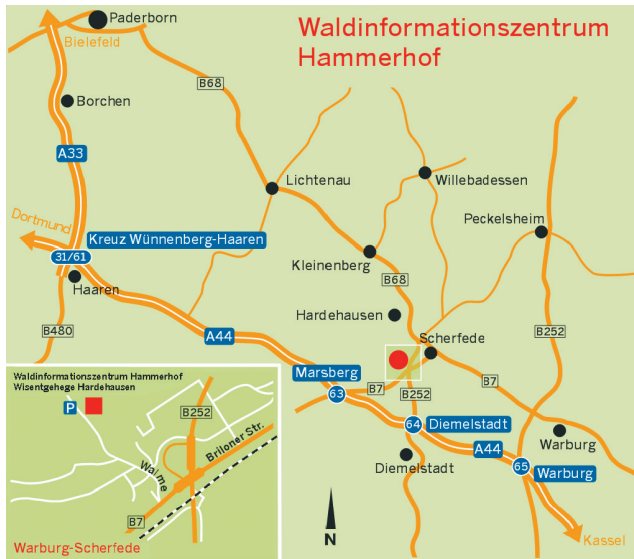 Waldinformationszentrum
Hammerhof
Paderborn
Bielefeld
B68
Borchen
A33
Lichtenau
Willebadessen
Dortmund
Peckelsheim
Kreuz Wünnenberg-Haaren
31/61
Kleinenberg
Haaren
B68
Hardehausen
B480
A44
B252
Scherfede
Marsberg
B7
B7
63
B252
64
Diemelstadt
Warburg
A44
Diemelstadt
65
Warburg
Kassel
N
Waldinformationszentrum Hammerhof
Wisentgehege Hardehausen
P
B252
Briloner Str.
Walme
B7
Warburg-Scherfede